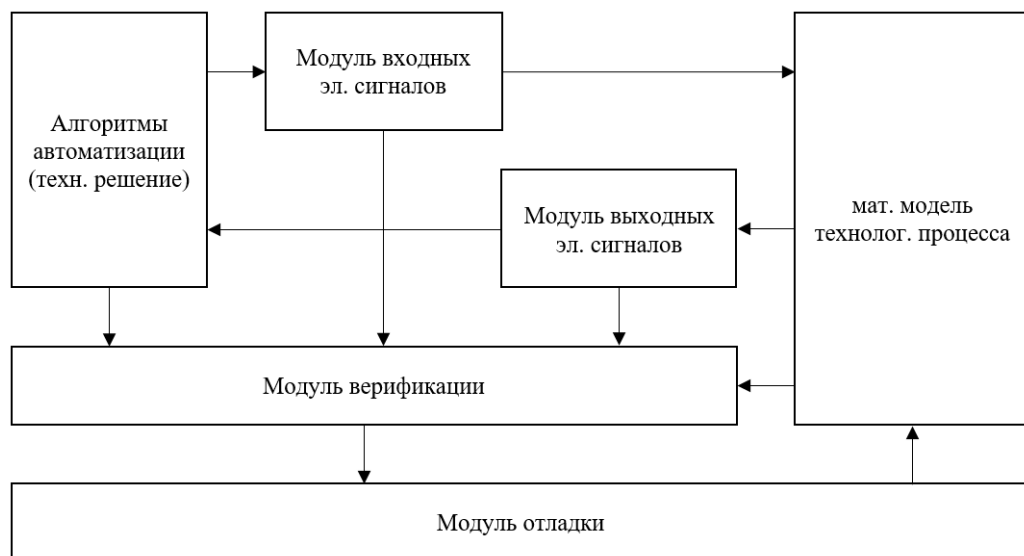 Модуль входных
эл. сигналов
Алгоритмы
автоматизации
(техн. решение)
Модуль выходных
эл. сигналов
мат. модель
технолог. процесса
Модуль верификации
Модуль отладки